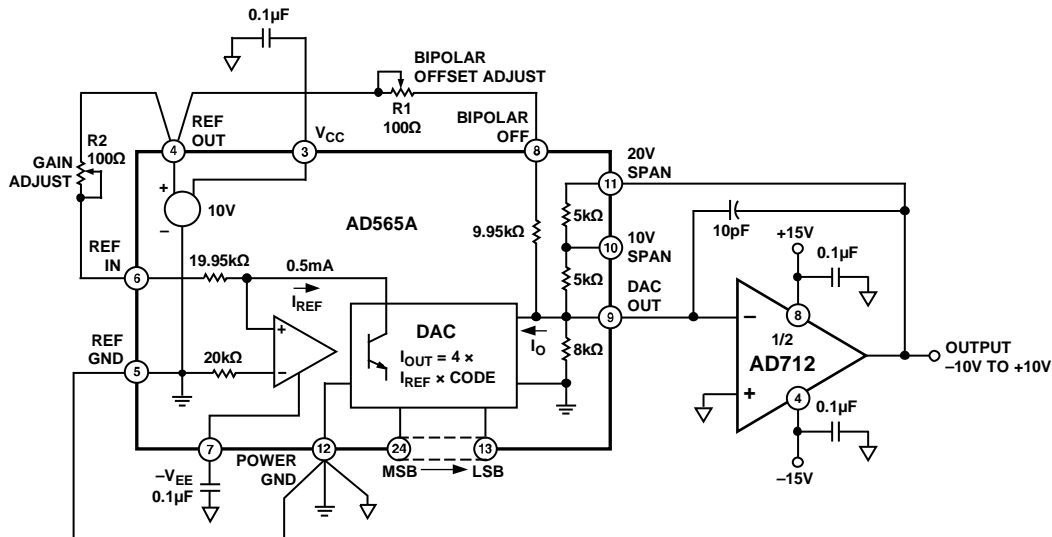 0.1µF
BIPOLAR
OFFSET ADJUST
R1
100Ω
REF
OUT
V_CC
BIPOLAR
OFF
R2
100Ω
GAIN
ADJUST
4
3
8
20V
SPAN
11
+
–
10V
AD565A
5kΩ
9.95kΩ
10
10V
SPAN
5kΩ
10pF
+15V
0.1µF
REF
IN
6
19.95kΩ
0.5mA
I_REF
DAC
OUT
9
DAC
I_OUT = 4 ×
I_REF × CODE
I_O
8kΩ
–
8
1/2
AD712
+
4
OUTPUT
–10V TO +10V
REF
GND
5
20kΩ
+
–
0.1µF
–15V
7
12
24
13
–V_EE
0.1µF
POWER
GND
MSB
LSB